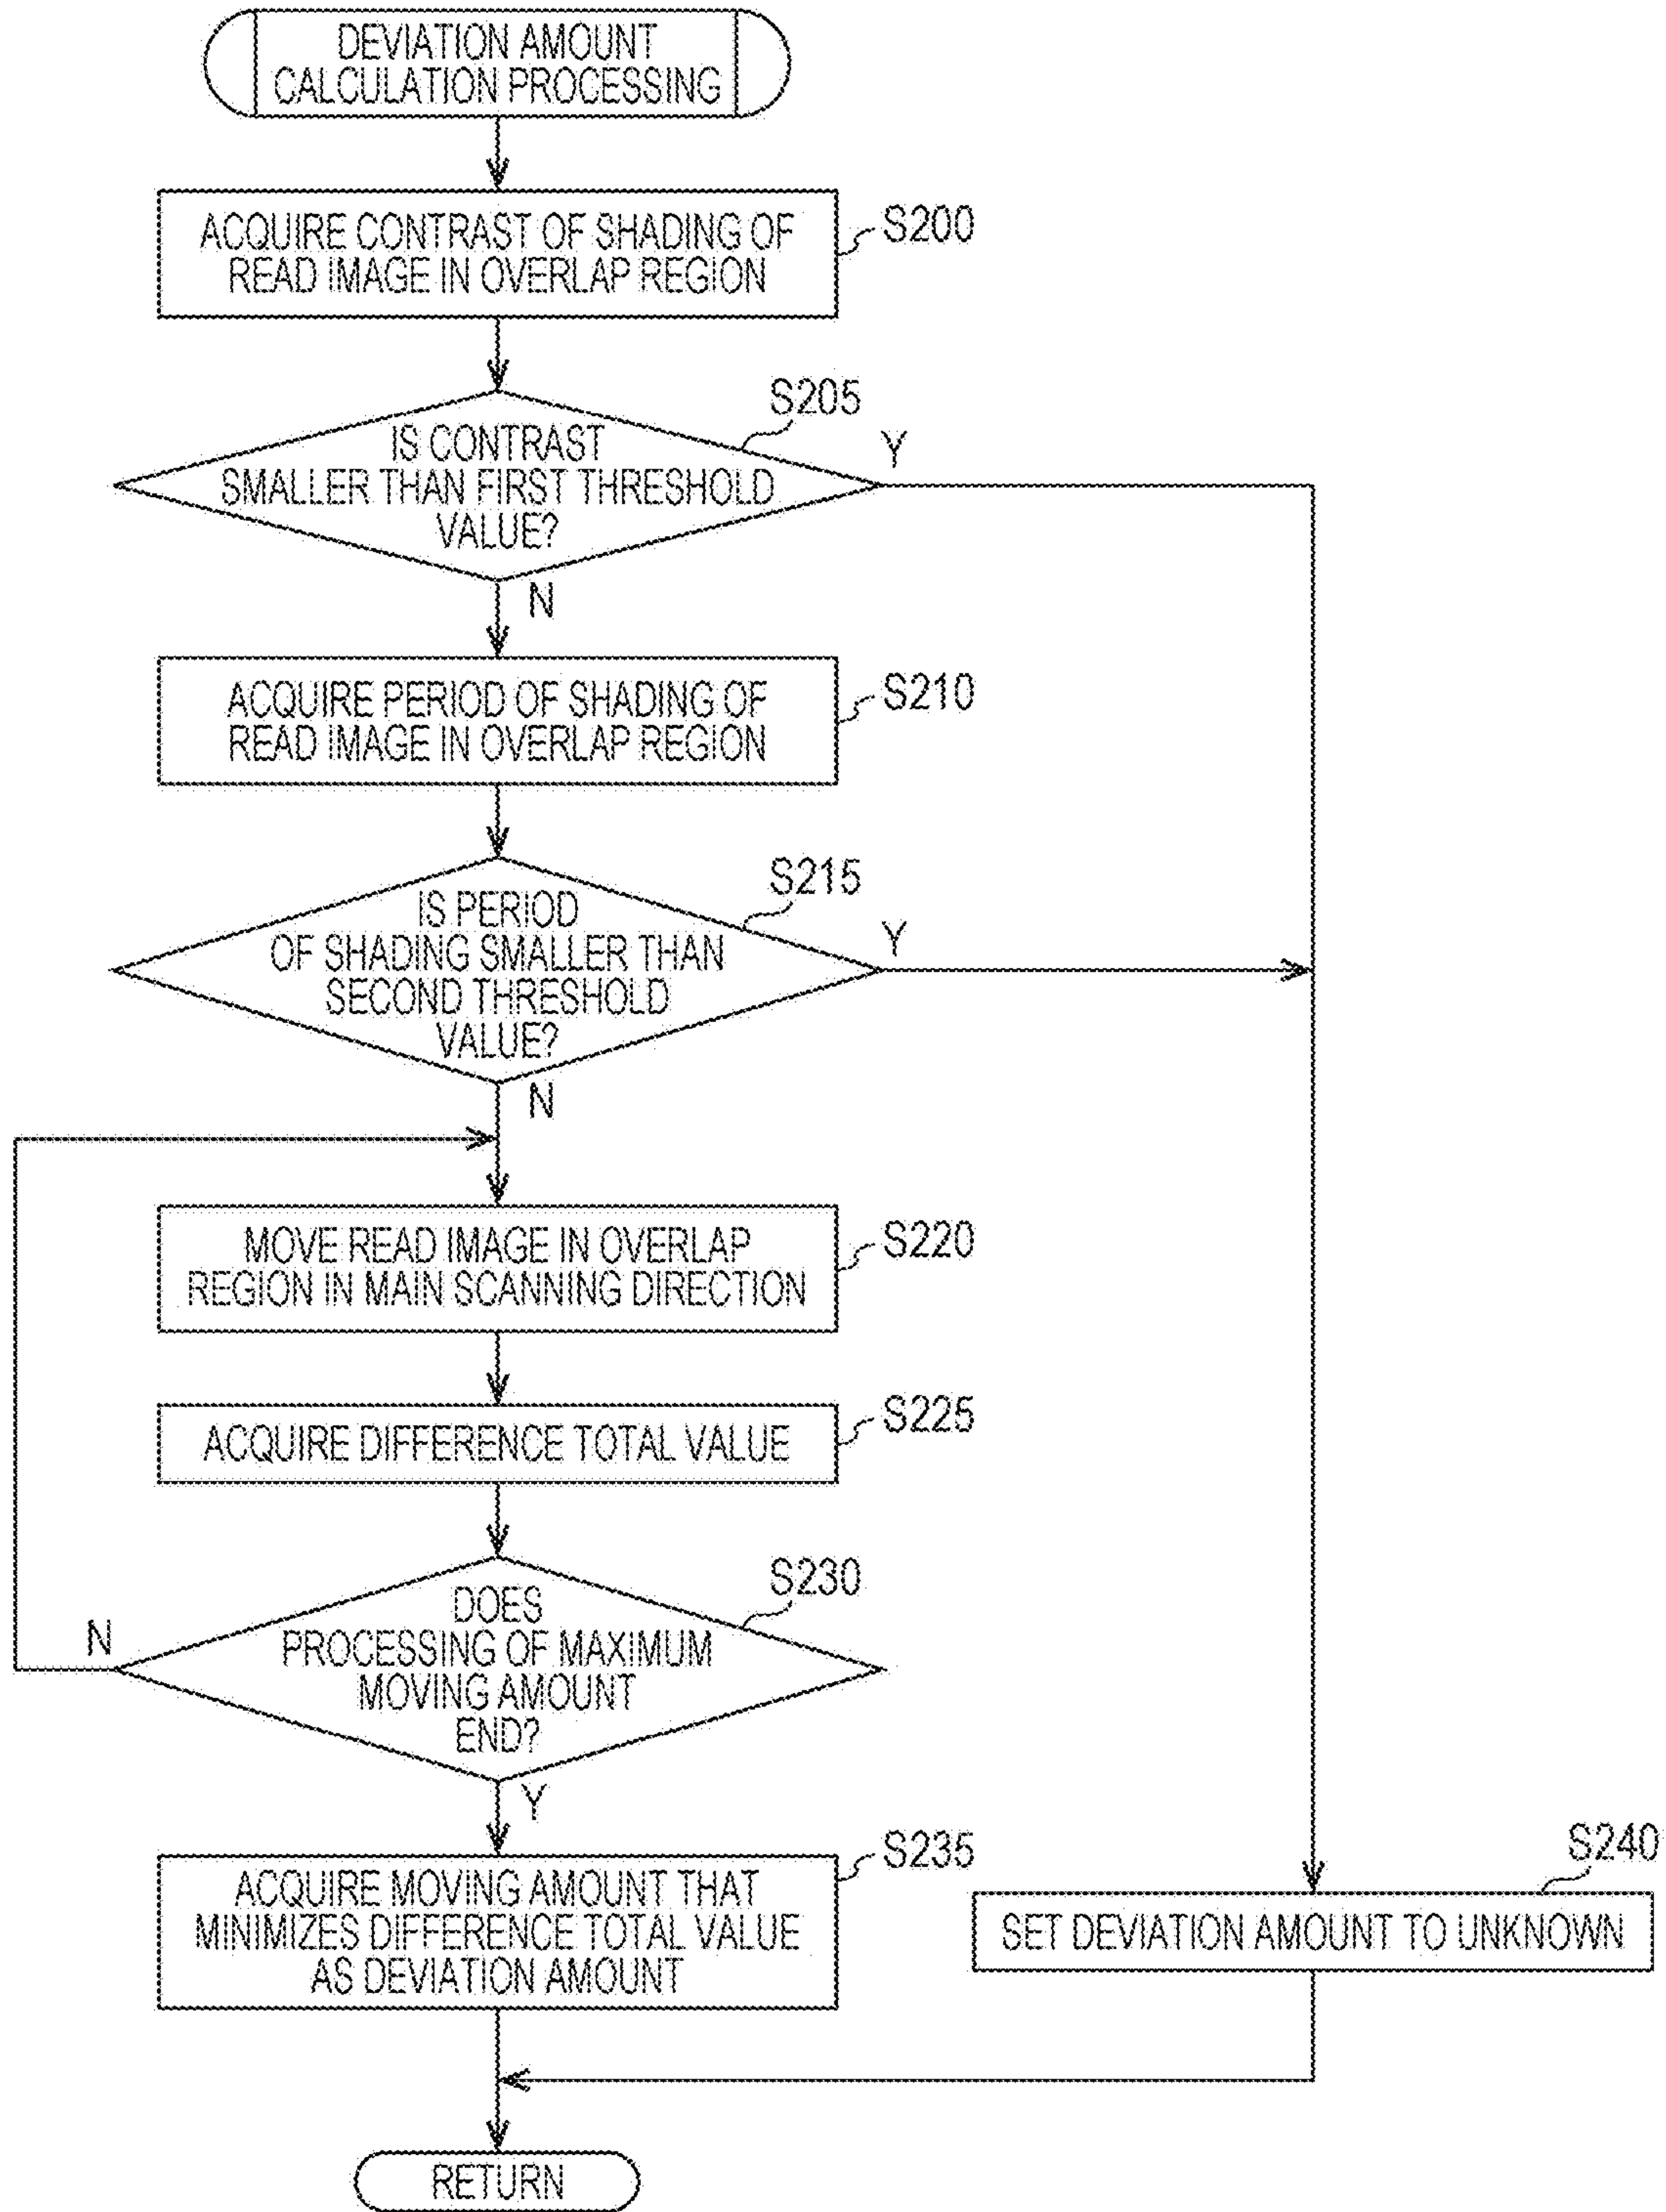 DEVIATION AMOUNT
CALCULATION PROCESSING
ACQUIRE CONTRAST OF SHADING OF
READ IMAGE IN OVERLAP REGION
S200
S205
IS CONTRAST
SMALLER THAN FIRST THRESHOLD
VALUE?
Y
N
ACQUIRE PERIOD OF SHADING OF
READ IMAGE IN OVERLAP REGION
S210
S215
IS PERIOD
OF SHADING SMALLER THAN
SECOND THRESHOLD
VALUE?
Y
N
MOVE READ IMAGE IN OVERLAP
REGION IN MAIN SCANNING DIRECTION
S220
ACQUIRE DIFFERENCE TOTAL VALUE
S225
S230
DOES
PROCESSING OF MAXIMUM
MOVING AMOUNT
END?
N
Y
ACQUIRE MOVING AMOUNT THAT
MINIMIZES DIFFERENCE TOTAL VALUE
AS DEVIATION AMOUNT
S235
S240
SET DEVIATION AMOUNT TO UNKNOWN
RETURN